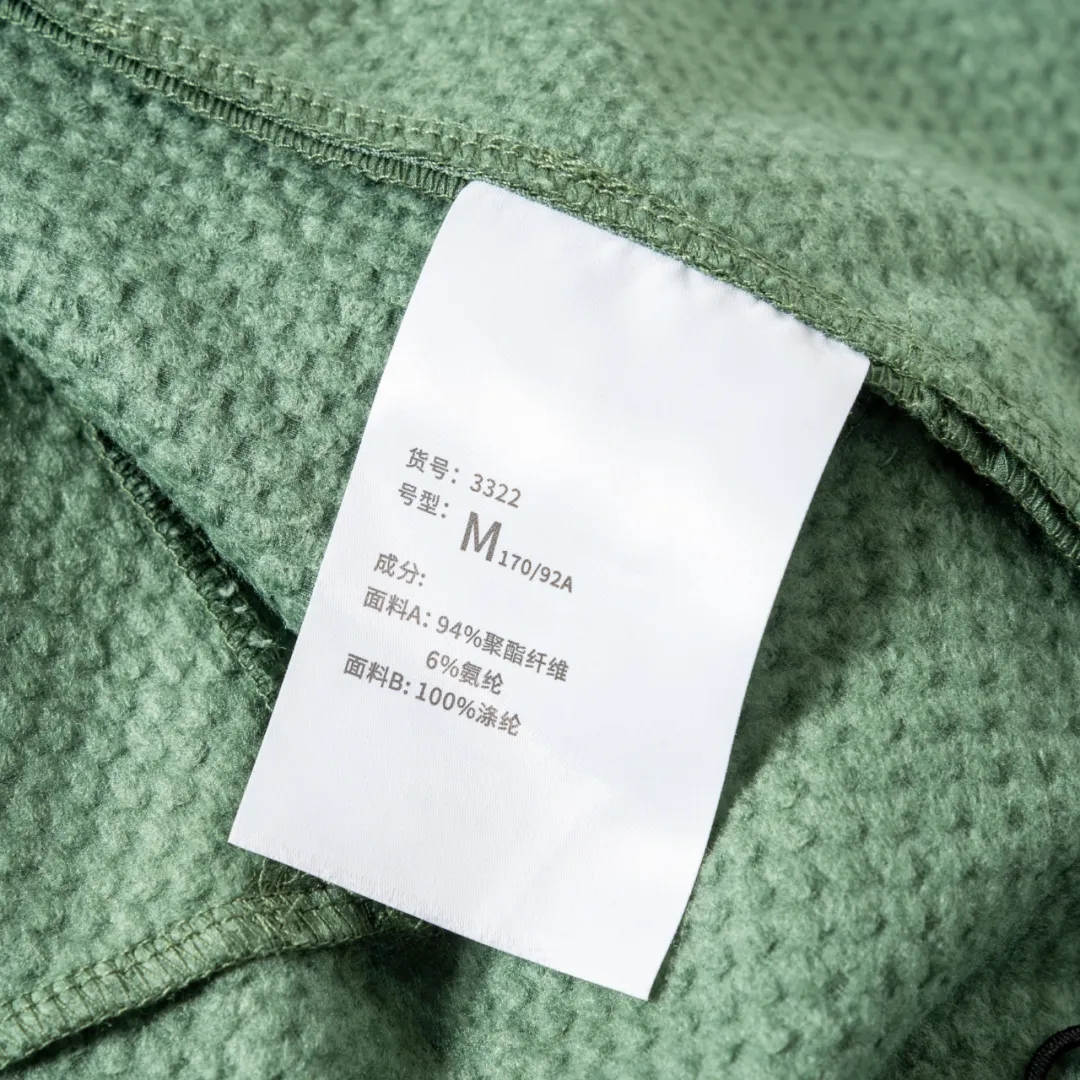 货号：3322
号型：M170/92A
成分:
面料A：94%聚酯纤维
6%氨纶
面料B：100%涤纶